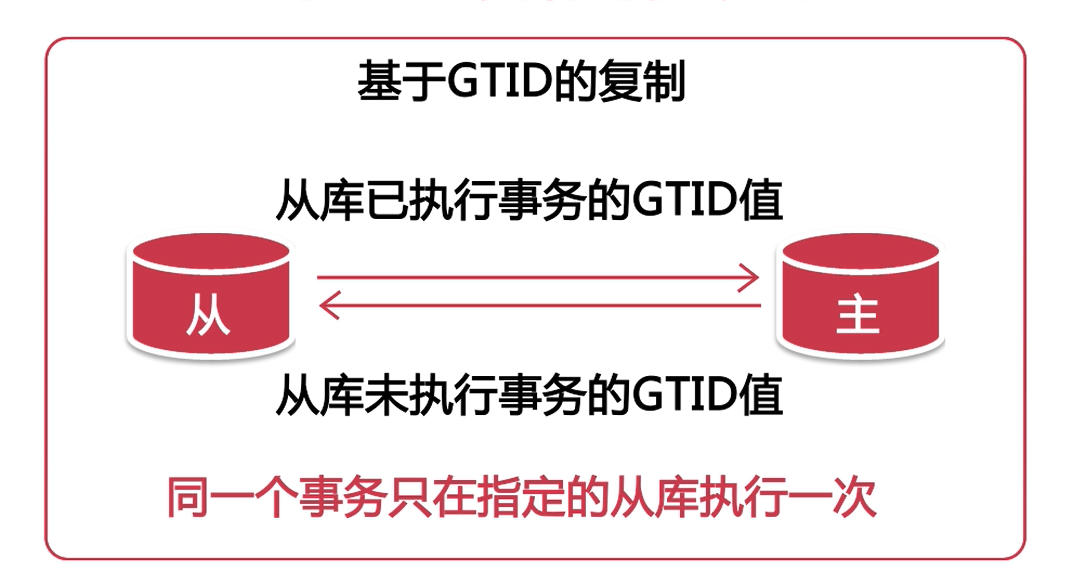 基于GTID的复制
从库已执行事务的GTID值
从
主
从库未执行事务的GTID值
同一个事务只在指定的从库执行一次